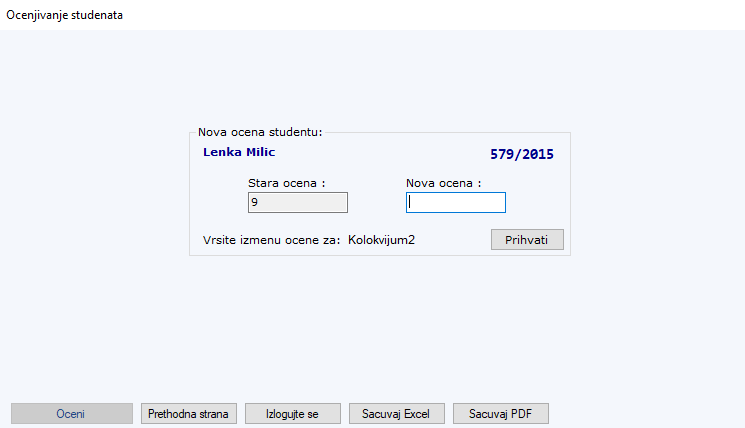 Ocenjivanje studenata
Nova ocena studentu:
Lenka Milic 579/2015
Stara ocena : Nova ocena :
9
Vrsite izmenu ocene za: Kolokvijum2 Prihvati
Oceni Prethodna strana Izlogujte se Sacuvaj Excel Sacuvaj PDF